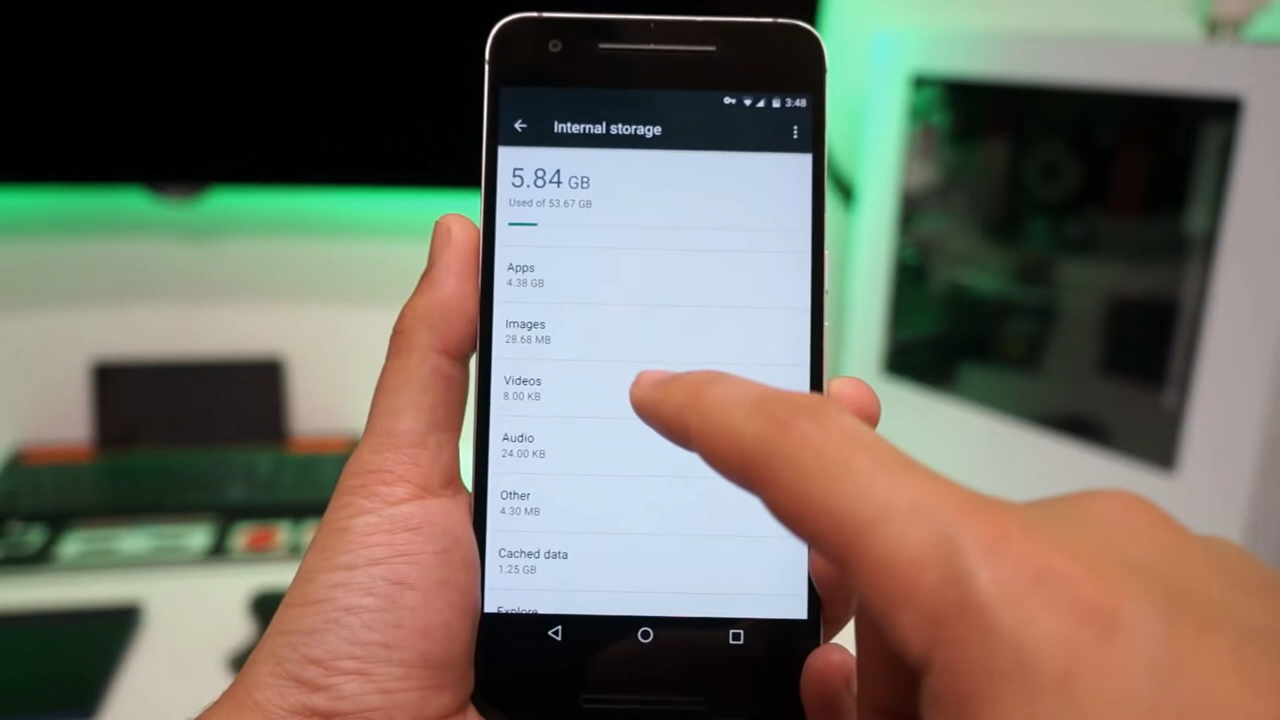 3:48
Internal storage
5.84 GB
Used of 53.67 GB
Apps
4.38 GB
Images
28.68 MB
Videos
8.00 KB
Audio
24.00 KB
Other
4.30 MB
Cached data
1.25 GB
Explore